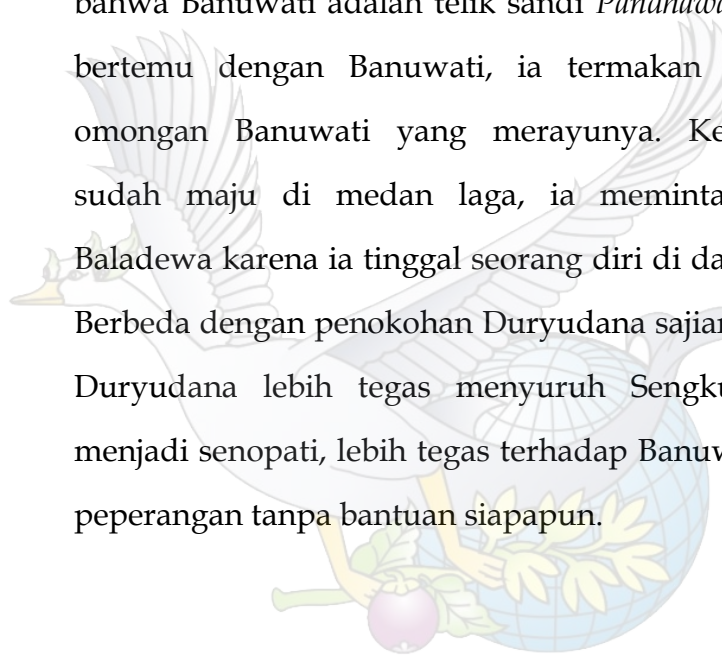 bahwa Banuwati adalah telik sandi
bertemu dengan Banuwati, ia termakan
omongan Banuwati yang merayunya.
sudah maju di medan laga, ia meminta
Baladewa karena ia tinggal seorang diri di
Berbeda dengan penokohan Duryudana
Duryudana lebih tegas menyuruh
menjadi senopati, lebih tegas terhadap
peperangan tanpa bantuan siapapun.